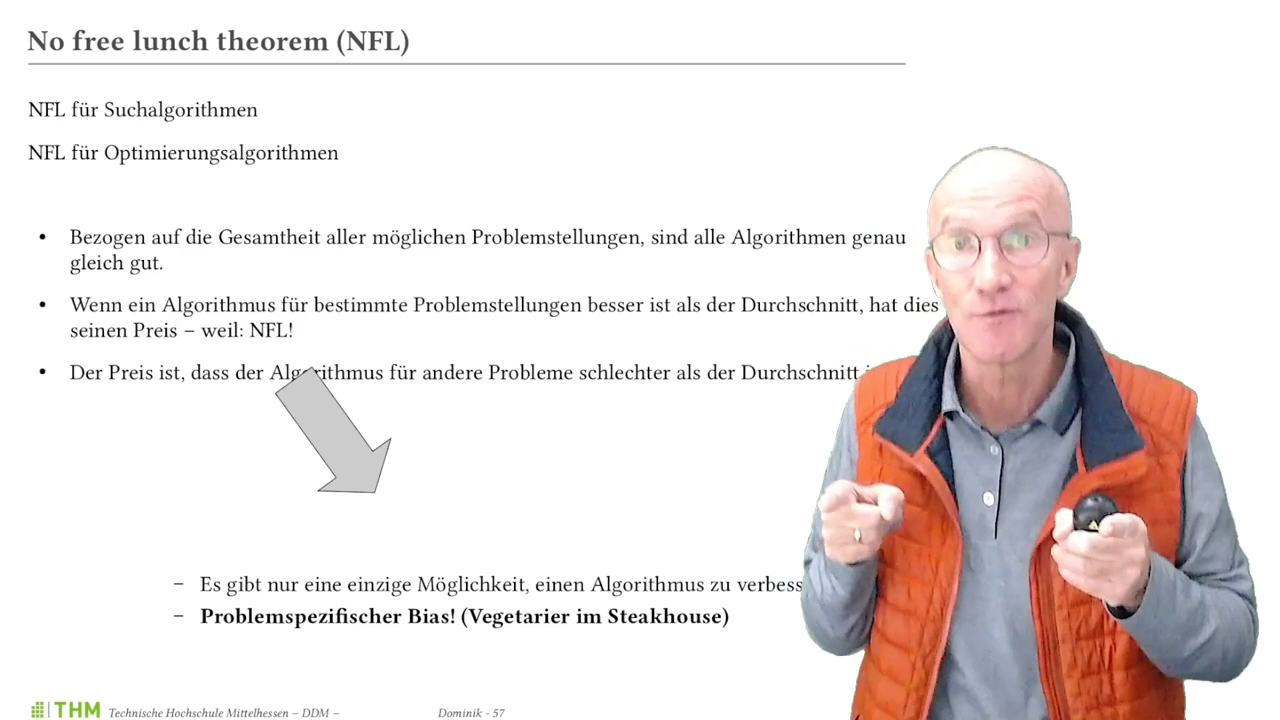 No free lunch theorem (NFL)
NFL für Suchalgorithmen
NFL für Optimierungsalgorithmen
• Bezogen auf die Gesamtheit aller möglichen Problemstellungen, sind alle Algorithmen genau
gleich gut.
• Wenn ein Algorithmus für bestimmte Problemstellungen besser ist als der Durchschnitt, hat dies
seinen Preis – weil: NFL!
• Der Preis ist, dass der Algorithmus für andere Probleme schlechter als der Durchschnitt
– Es gibt nur eine einzige Möglichkeit, einen Algorithmus zu
– Problemspezifischer Bias! (Vegetarier im Steakhouse)
THM Technische Hochschule Mittelhessen – DDM – Dominik - 57